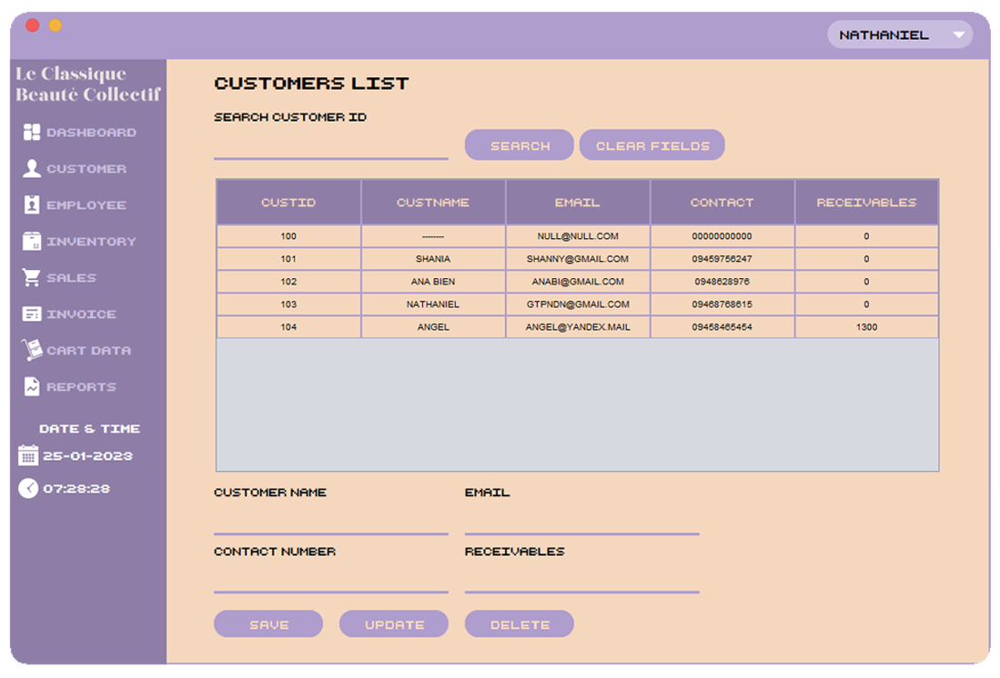 NATHANIEL
Le Classique
Beauté Collectif
DASHBOARD
CUSTOMER
EMPLOYEE
INVENTORY
SALES
INVOICE
CART DATA
REPORTS
DATE & TIME
25-01-2023
07:28:28
CUSTOMERS LIST
SEARCH CUSTOMER ID
SEARCH CLEAR FIELDS
CUSTID CUSTNAME EMAIL CONTACT RECEIVABLES
100 -------- NULL@NULL.COM 00000000000 0
101 SHANIA SHANNY@GMAIL.COM 09459756247 0
102 ANA BIEN ANABI@GMAIL.COM 0948628976 0
103 NATHANIEL GTPNDN@GMAIL.COM 09468768615 0
104 ANGEL ANGEL@YANDEX.MAIL 09458465454 1300
CUSTOMER NAME EMAIL
CONTACT NUMBER RECEIVABLES
SAVE UPDATE DELETE